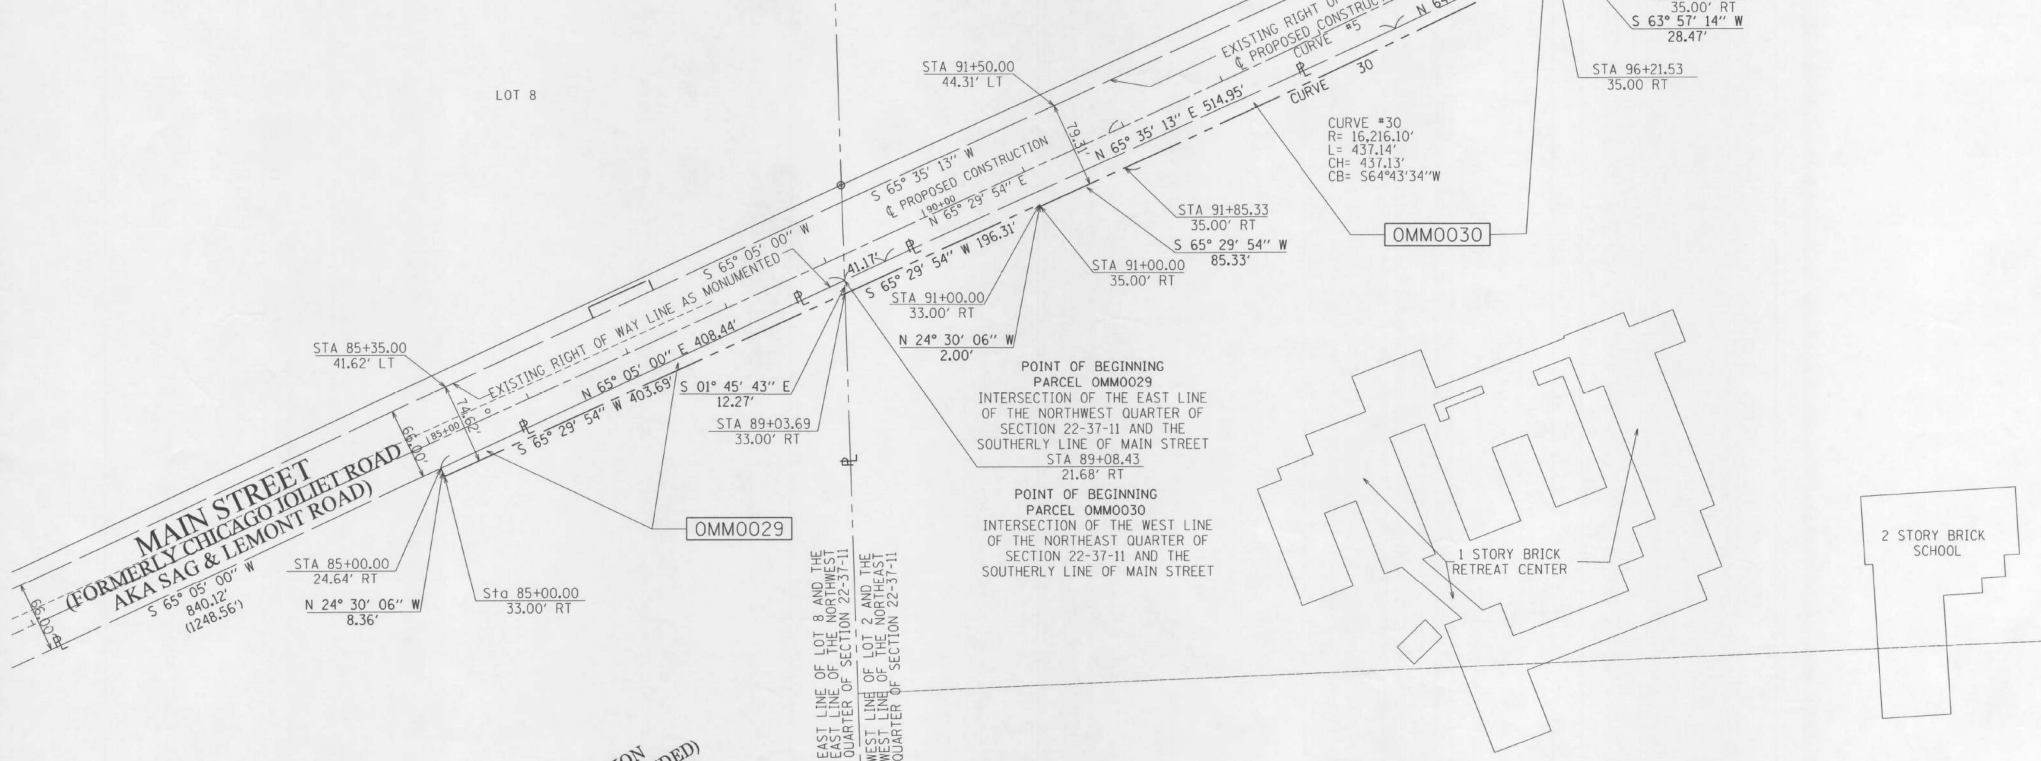 LOT 8
STA 91+50.00
44.31' LT
79.31'
EXISTING RIGHT OF
℄ PROPOSED CONSTRUC
CURVE #5
35.00' RT
S 63° 57' 14" W
28.47'
STA 96+21.53
35.00 RT
CURVE 30
CURVE #30
R= 16,216.10'
L= 437.14'
CH= 437.13'
CB= S64°43'34"W
OMM0030
N 65° 35' 13" E 514.95'
S 65° 35' 13" W
℄ PROPOSED CONSTRUCTION
90+00
N 65° 29' 54" E
STA 91+85.33
35.00' RT
S 65° 29' 54" W
85.33'
STA 91+00.00
35.00' RT
STA 91+00.00
33.00' RT
N 24° 30' 06" W
2.00'
41.17'
S 65° 29' 54" W 196.31'
S 65° 05' 00" W
EXISTING RIGHT OF WAY LINE AS MONUMENTED
STA 85+35.00
41.62' LT
74.62'
66.00'
85+00
N 65° 05' 00" E 408.44'
S 65° 29' 54" W 403.69'
S 01° 45' 43" E
12.27'
STA 89+03.69
33.00' RT
POINT OF BEGINNING
PARCEL OMM0029
INTERSECTION OF THE EAST LINE
OF THE NORTHWEST QUARTER OF
SECTION 22-37-11 AND THE
SOUTHERLY LINE OF MAIN STREET
STA 89+08.43
21.68' RT
POINT OF BEGINNING
PARCEL OMM0030
INTERSECTION OF THE WEST LINE
OF THE NORTHEAST QUARTER OF
SECTION 22-37-11 AND THE
SOUTHERLY LINE OF MAIN STREET
OMM0029
MAIN STREET
(FORMERLY CHICAGO JOLIET ROAD
AKA SAG & LEMONT ROAD)
S 65° 05' 00" W
840.12'
(1248.56')
66.00'
STA 85+00.00
24.64' RT
N 24° 30' 06" W
8.36'
Sta 85+00.00
33.00' RT
EAST LINE OF LOT 8 AND THE
EAST LINE OF THE NORTHWEST
QUARTER OF SECTION 22-37-11
WEST LINE OF LOT 2 AND THE
WEST LINE OF THE NORTHEAST
QUARTER OF SECTION 22-37-11
1 STORY BRICK
RETREAT CENTER
2 STORY BRICK
SCHOOL